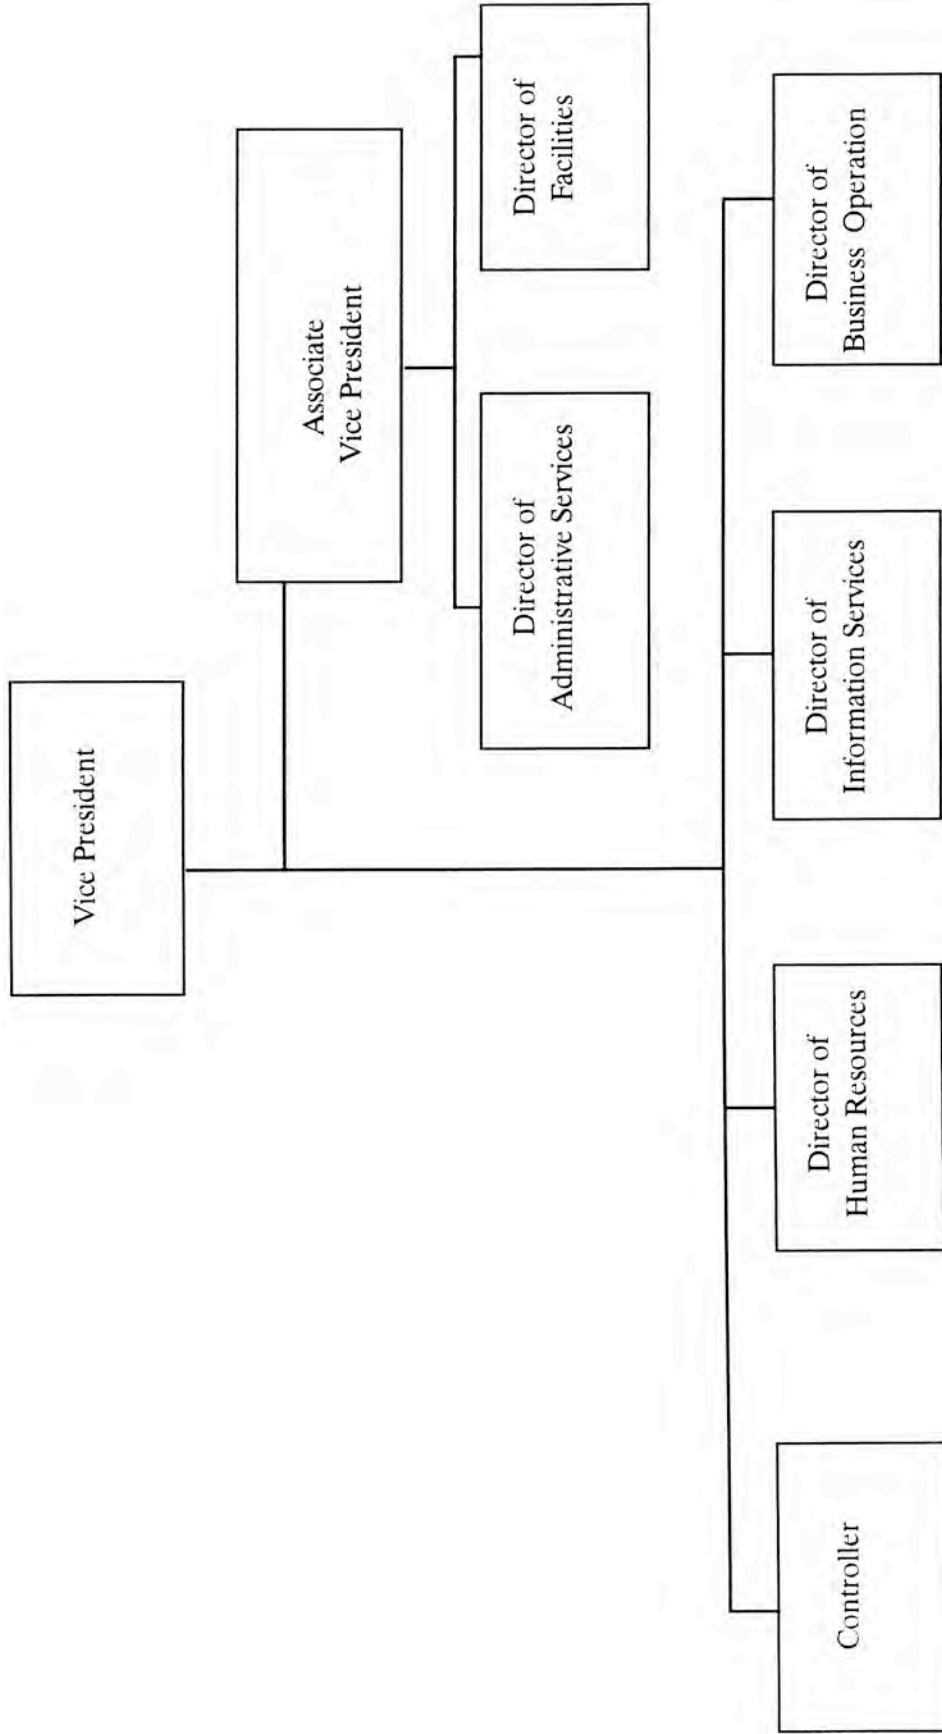 Vice President
Associate
Vice President
Director of
Administrative Services
Director of
Facilities
Controller
Director of
Human Resources
Director of
Information Services
Director of
Business Operation